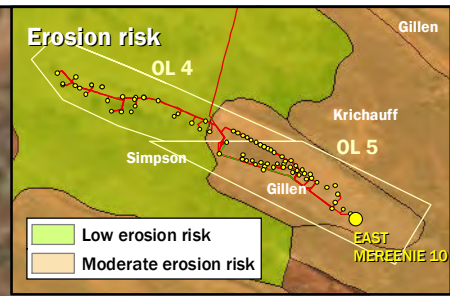 Erosion risk
Gillen
OL 4
Krichauff
OL 5
Simpson
Gillen
EAST
MEREENIE 10
Low erosion risk
Moderate erosion risk